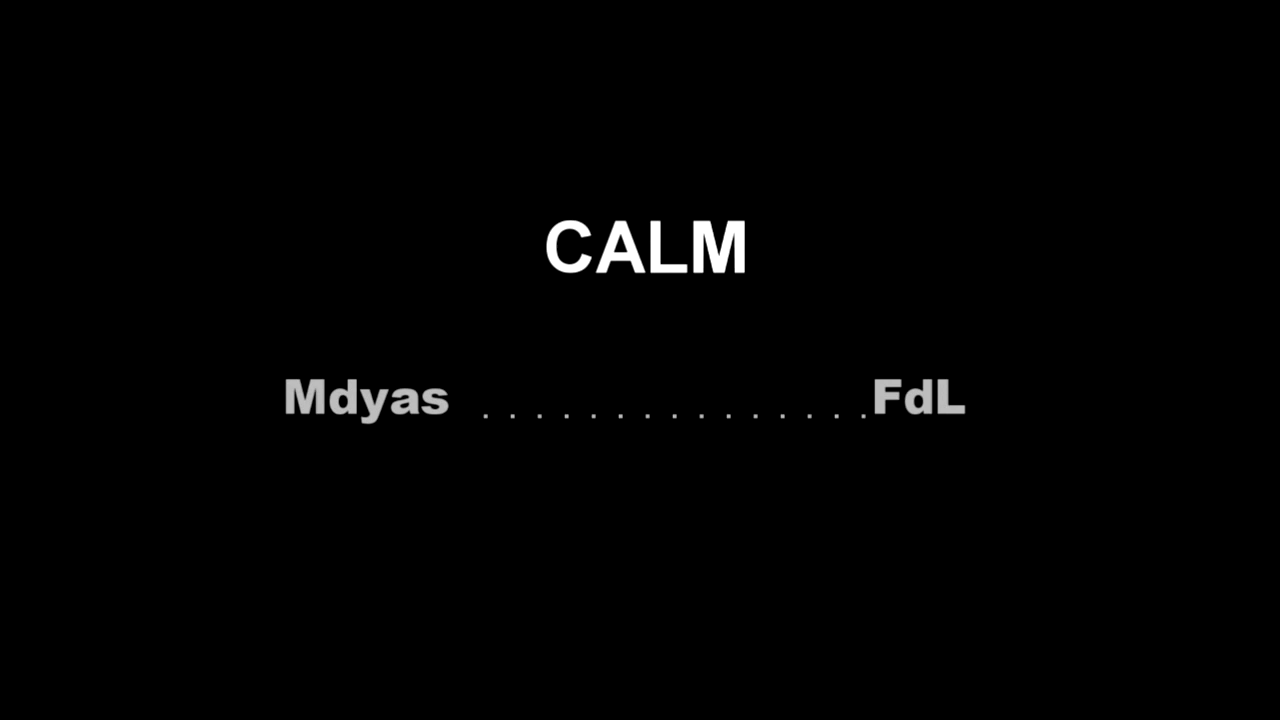 CALM
Mdyas . . . . . . . . . . . . . . . FdL